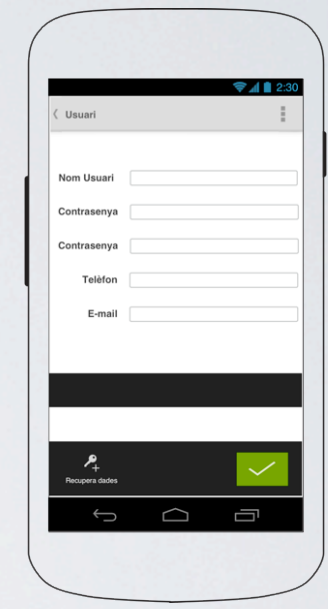 2:30
Usuari
Nom Usuari
Contrasenya
Contrasenya
Telèfon
E-mail
Recupera dades